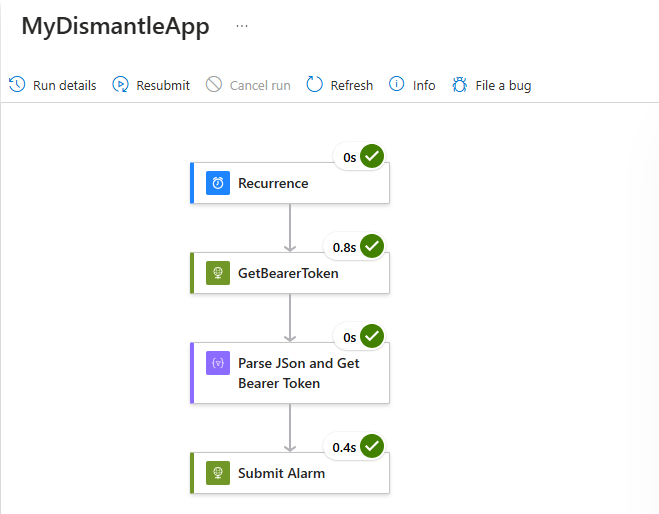 MyDismantleApp ...
Run details Resubmit Cancel run Refresh Info File a bug
0s
Recurrence
0.8s
GetBearerToken
0s
Parse JSon and Get
Bearer Token
0.4s
Submit Alarm